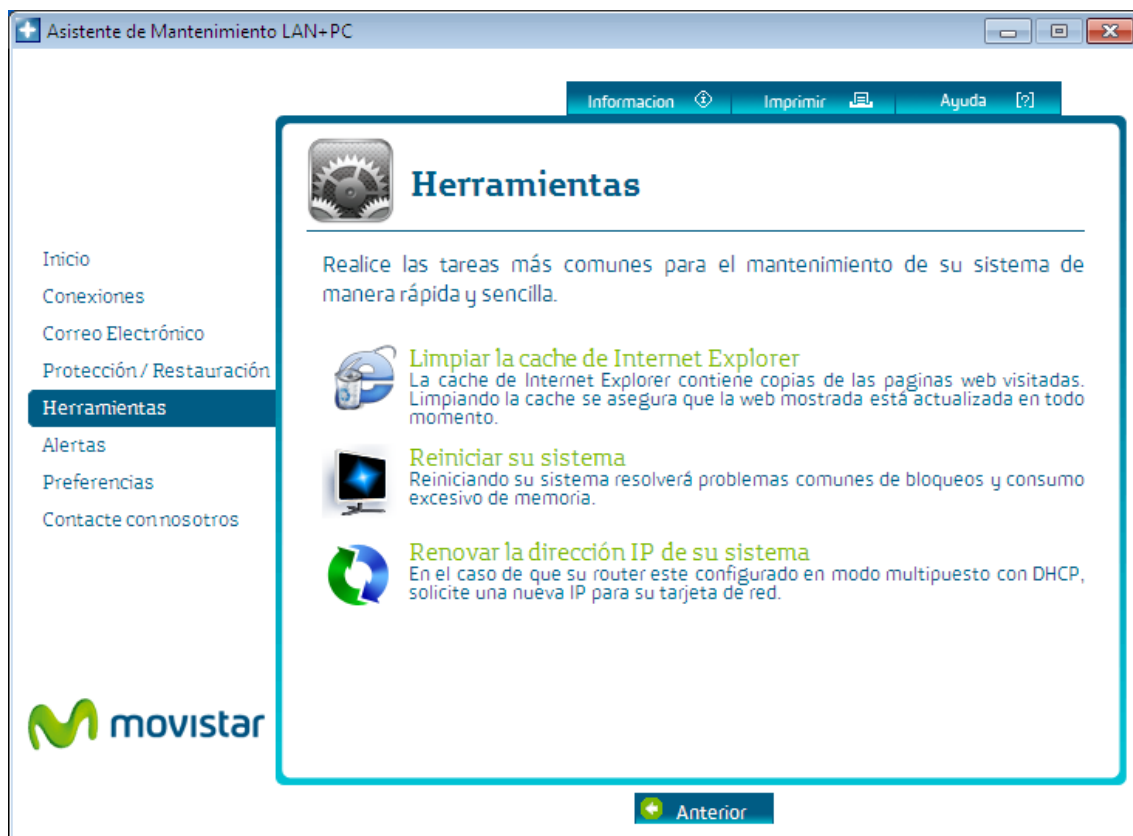 Asistente de Mantenimiento LAN+PC
Informacion
Imprimir
Ayuda [?]
Herramientas
Realice las tareas más comunes para el mantenimiento de su sistema de
manera rápida y sencilla.
Inicio
Conexiones
Correo Electrónico
Protección / Restauración
Herramientas
Alertas
Preferencias
Contacte con nosotros
Limpiar la cache de Internet Explorer
La cache de Internet Explorer contiene copias de las paginas web visitadas.
Limpiando la cache se asegura que la web mostrada está actualizada en todo
momento.
Reiniciar su sistema
Reiniciando su sistema resolverá problemas comunes de bloqueos y consumo
excesivo de memoria.
Renovar la dirección IP de su sistema
En el caso de que su router este configurado en modo multipuesto con DHCP,
solicite una nueva IP para su tarjeta de red.
movistar
Anterior